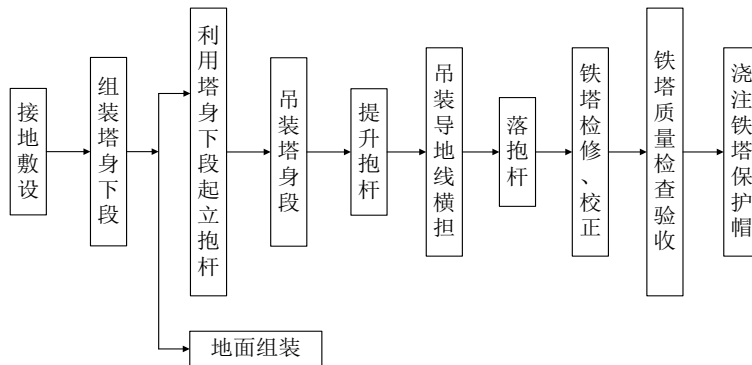 接地敷设
组装塔身下段
利用塔身下段起立抱杆
吊装塔身段
提升抱杆
吊装导地线横担
落抱杆
铁塔检修、校正
铁塔质量检查验收
浇注铁塔保护帽
地面组装